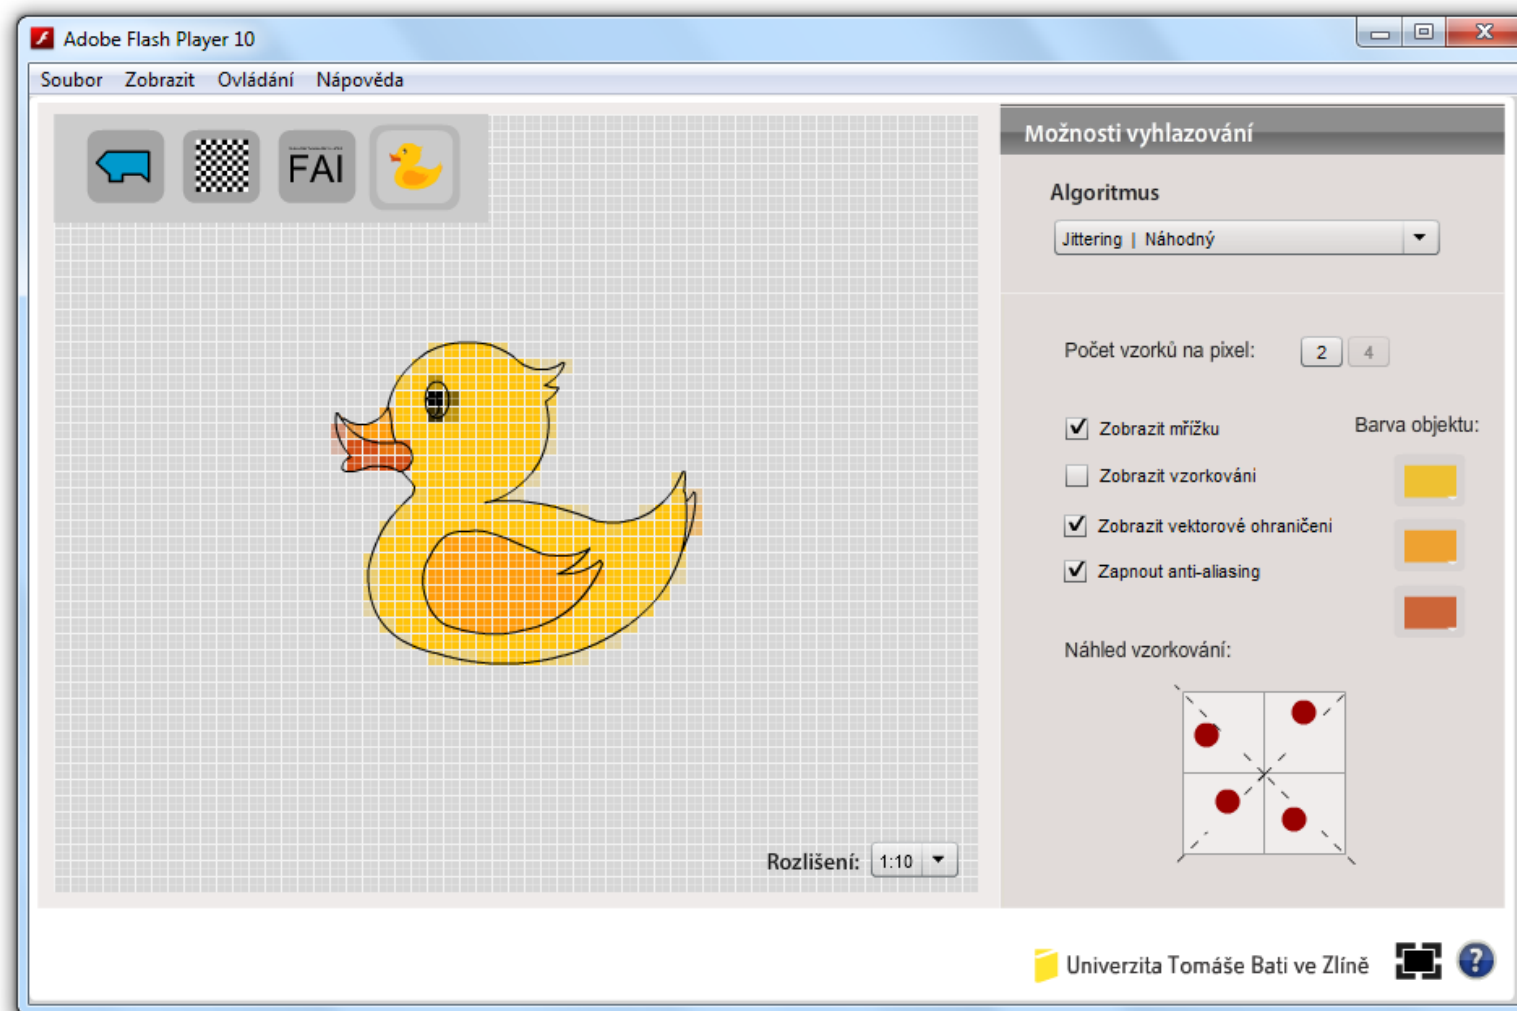 Adobe Flash Player 10
Soubor Zobrazit Ovládání Nápověda
FAI
Možnosti vyhlazování
Algoritmus
Jittering | Náhodný
Počet vzorků na pixel: 2 4
Zobrazit mřížku
Barva objektu:
Zobrazit vzorkováni
Zobrazit vektorové ohraničeni
Zapnout anti-aliasing
Náhled vzorkování:
Rozlišení: 1:10
Univerzita Tomáše Bati ve Zlíně
?